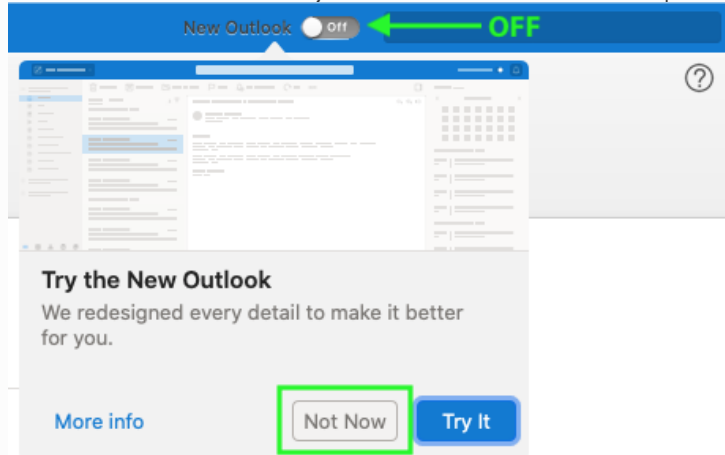 New Outlook Off OFF
Try the New Outlook
We redesigned every detail to make it better
for you.
More info Not Now Try It